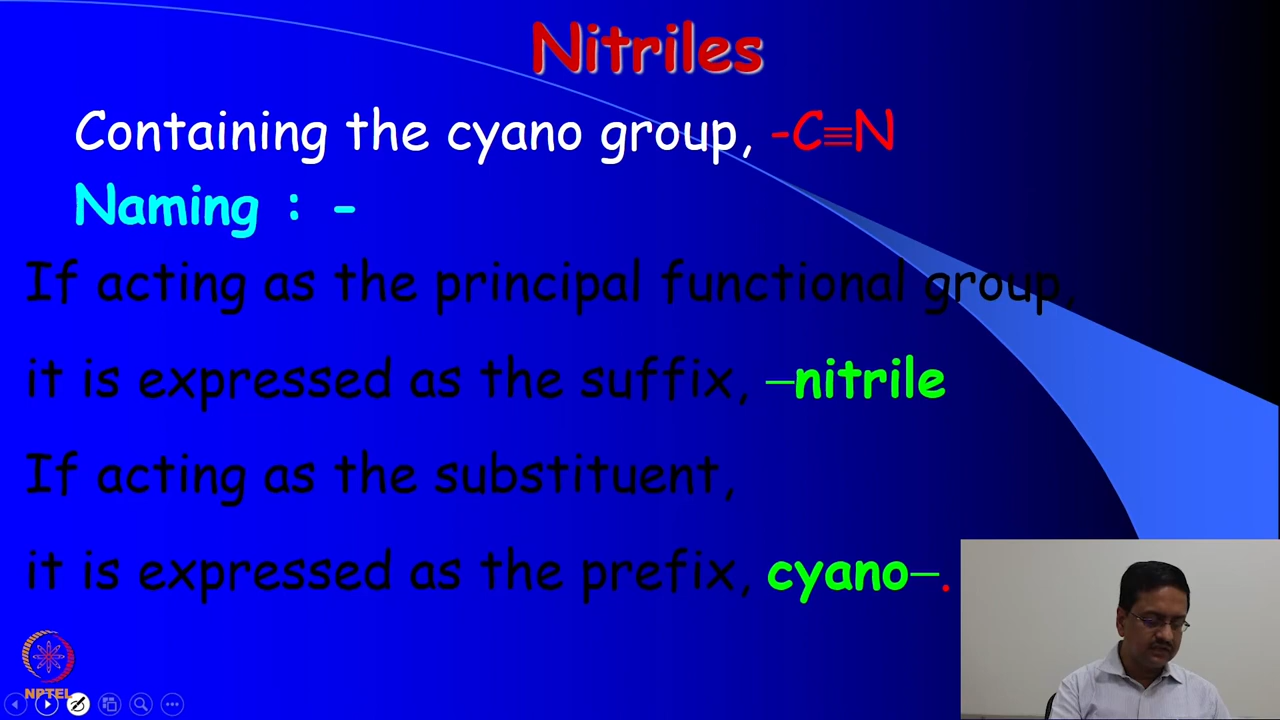 Nitriles
Containing the cyano group, -C≡N
Naming : -
If acting as the principal functional group,
it is expressed as the suffix, –nitrile
If acting as the substituent,
it is expressed as the prefix, cyano–.
NPTEL